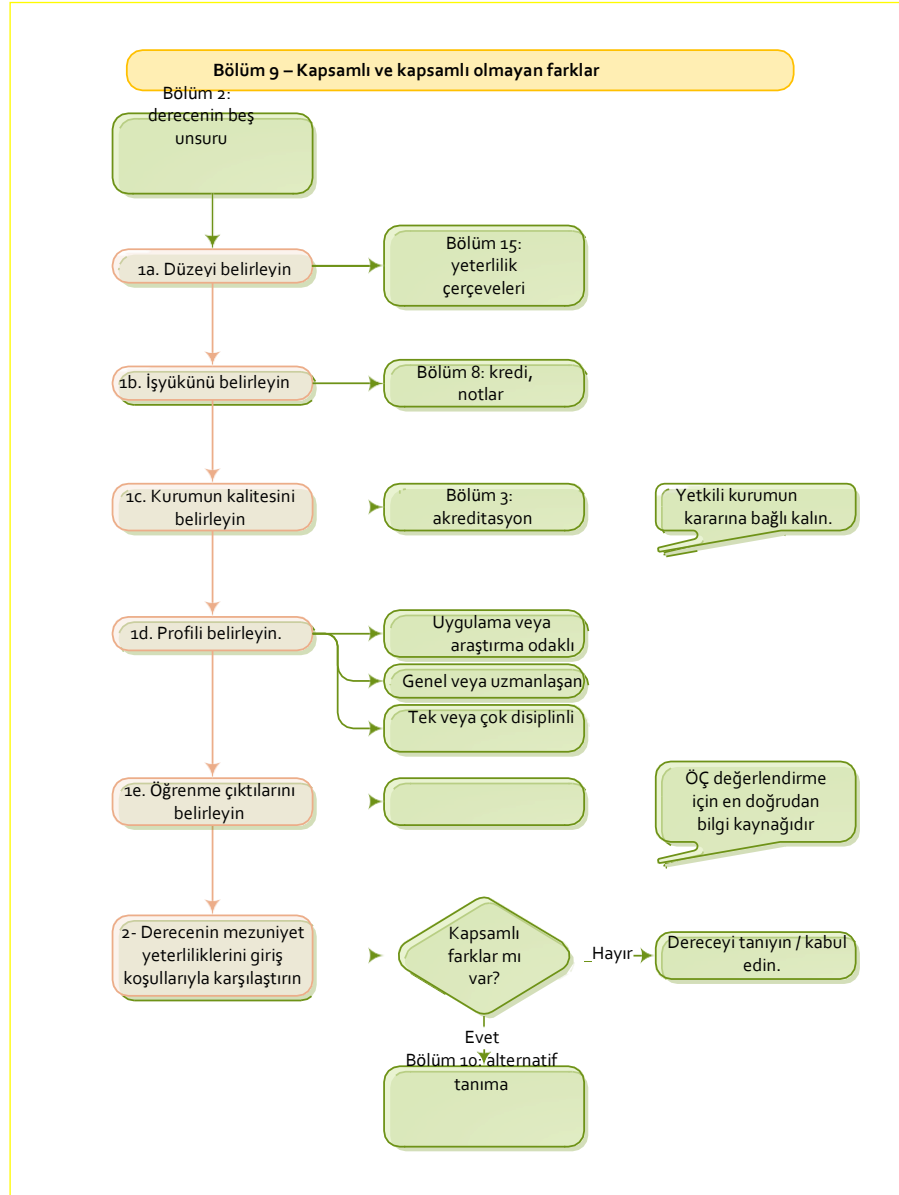 Bölüm 9 – Kapsamlı ve kapsamlı olmayan farklar
Bölüm 2:
derecenin beş
unsuru
1a. Düzeyi belirleyin
Bölüm 15:
yeterlilik
çerçeveleri
1b. İşyükünü belirleyin
Bölüm 8: kredi,
notlar
1c. Kurumun kalitesini
belirleyin
Bölüm 3:
akreditasyon
Yetkili kurumun
kararına bağlı kalın.
1d. Profili belirleyin.
Uygulama veya
araştırma odaklı
Genel veya uzmanlaşan
Tek veya çok disiplinli
1e. Öğrenme çıktılarını
belirleyin
ÖÇ değerlendirme
için en doğrudan
bilgi kaynağıdır
2- Derecenin mezuniyet
yeterliliklerini giriş
koşullarıyla karşılaştırın
Kapsamlı
farklar mı
var?
_Hayır
Dereceyi tanıyın / kabul
edin.
Evet
Bölüm 10: alternatif
tanıma